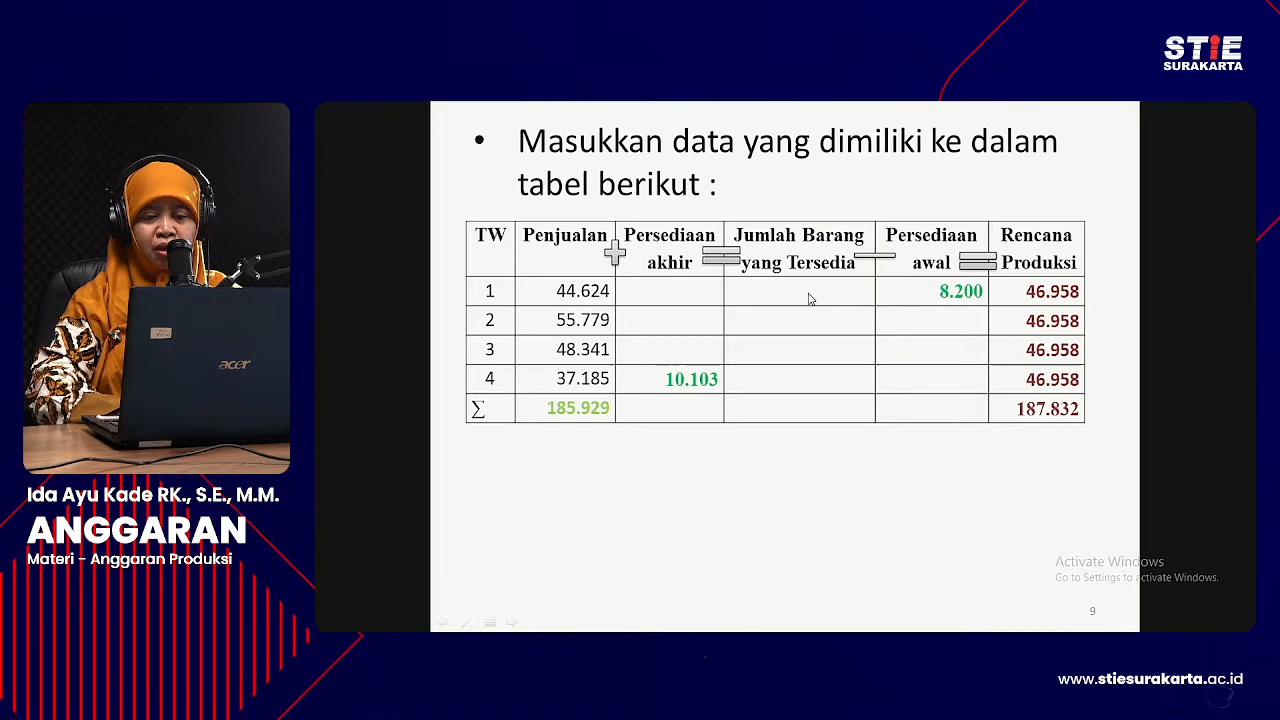 STIE
SURAKARTA
• Masukkan data yang dimiliki ke dalam
tabel berikut :
TW Penjualan + Persediaan akhir = Jumlah Barang yang Tersedia − Persediaan awal = Rencana Produksi
1 44.624 8.200 46.958
2 55.779 46.958
3 48.341 46.958
4 37.185 10.103 46.958
∑ 185.929 187.832
acer
Ida Ayu Kade RK., S.E., M.M.
ANGGARAN
Materi - Anggaran Produksi
Activate Windows
Go to Settings to activate Windows.
9
www.stiesurakarta.ac.id